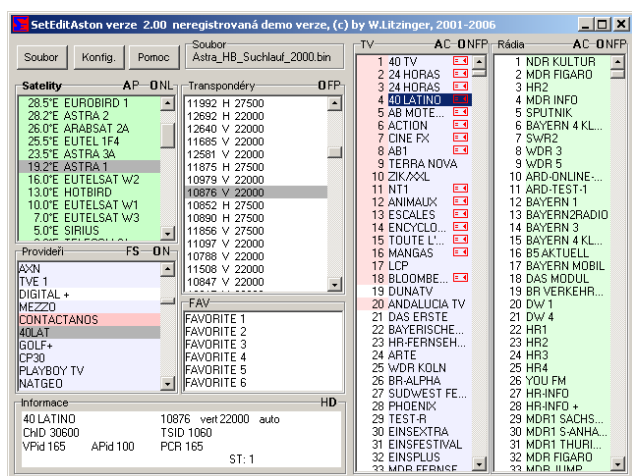 SetEditAston verze 2.00 neregistrovaná demo verze, (c) by W.Litzinger, 2001-2006
Soubor
Konfig.
Pomoc
Soubor
Astra_HB_Suchlauf_2000.bin
Satelity AP ONL
28.5°E EUROBIRD 1
28.2°E ASTRA 2
26.0°E ARABSAT 2A
25.5°E EUTEL 1F4
23.5°E ASTRA 3A
19.2°E ASTRA 1
16.0°E EUTELSAT W2
13.0°E HOTBIRD
10.0°E EUTELSAT W1
7.0°E EUTELSAT W3
5.0°E SIRIUS
Transpondéry OFP
11992 H 27500
12692 H 22000
12640 V 22000
11685 V 22000
12581 V 22000
11875 H 27500
10979 V 22000
10876 V 22000
10852 H 27500
10890 H 27500
11856 V 27500
11097 V 22000
10788 V 22000
11508 V 22000
10847 V 22000
Provideři FS ON
AXN
TVE 1
DIGITAL +
MEZZO
CONTACTANOS
40LAT
GOLF+
CP30
PLAYBOY TV
NATGEO
FAV
FAVORITE 1
FAVORITE 2
FAVORITE 3
FAVORITE 4
FAVORITE 5
FAVORITE 6
Informace HD
40 LATINO 10876 vert 22000 auto
ChID 30600 TSID 1060
VPid 165 APid 100 PCR 165
ST: 1
TV AC ONFP
1 40 TV
2 24 HORAS
3 24 HORAS
4 40 LATINO
5 AB MOTE...
6 ACTION
7 CINE FX
8 AB1
9 TERRA NOVA
10 ZIK/XXL
11 NT1
12 ANIMAUX
13 ESCALES
14 ENCYCLO...
15 TOUTE L'...
16 MANGAS
17 LCP
18 BLOOMBE...
19 DUNATV
20 ANDALUCIA TV
21 DAS ERSTE
22 BAYERISCHE...
23 HR-FERNSEH...
24 ARTE
25 WDR KOLN
26 BR-ALPHA
27 SUDWEST FE...
28 PHOENIX
29 TEST-R
30 EINSEXTRA
31 EINSFESTIVAL
32 EINSPLUS
33 MDR FERNSE...
Rádia AC ONFP
1 NDR KULTUR
2 MDR FIGARO
3 HR2
4 MDR INFO
5 SPUTNIK
6 BAYERN 4 KL...
7 SWR2
8 WDR 3
9 WDR 5
10 ARD-ONLINE-...
11 ARD-TEST-1
12 BAYERN 1
13 BAYERN2RADIO
14 BAYERN 3
15 BAYERN 4 KL...
16 B5 AKTUELL
17 BAYERN MOBIL
18 DAS MODUL
19 BR VERKEHR...
20 DW 1
21 DW 4
22 HR1
23 HR2
24 HR3
25 HR4
26 YOU FM
27 HR-INFO
28 HR-INFO +
29 MDR1 SACHS...
30 MDR1 S-ANHA...
31 MDR1 THURI...
32 MDR FIGARO
33 MDR JUMP